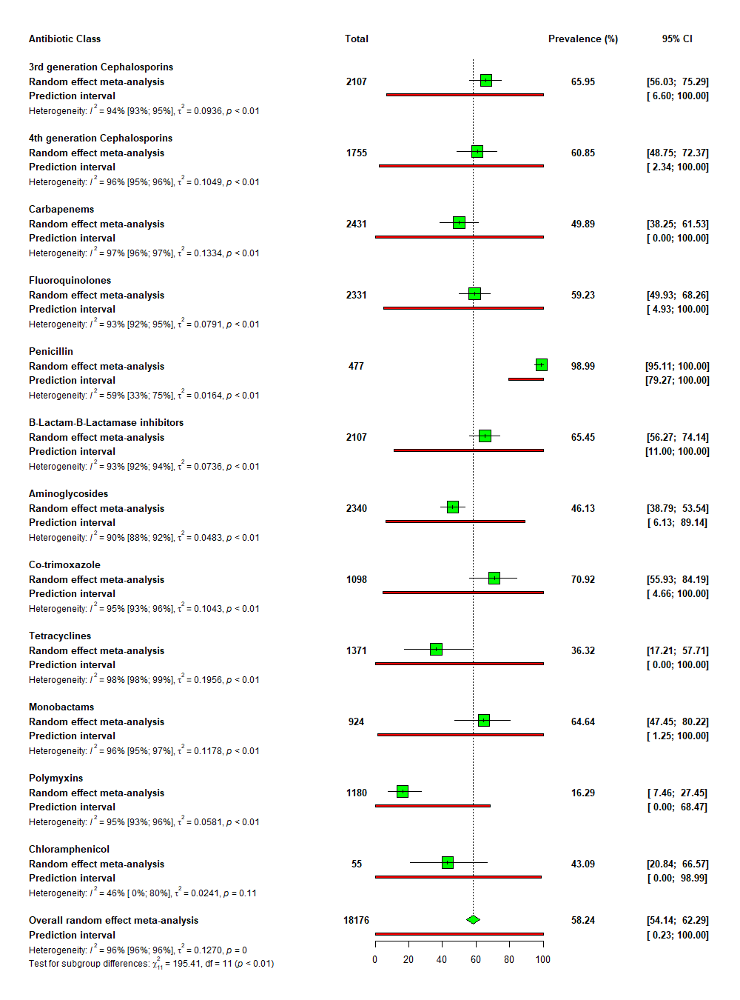 Antibiotic Class Total Prevalence (%) 95% CI
3rd generation Cephalosporins
Random effect meta-analysis 2107 65.95 [56.03; 75.29]
Prediction interval [ 6.60; 100.00]
Heterogeneity: I² = 94% [93%; 95%], τ² = 0.0936, p < 0.01
4th generation Cephalosporins
Random effect meta-analysis 1755 60.85 [48.75; 72.37]
Prediction interval [ 2.34; 100.00]
Heterogeneity: I² = 96% [95%; 96%], τ² = 0.1049, p < 0.01
Carbapenems
Random effect meta-analysis 2431 49.89 [38.25; 61.53]
Prediction interval [ 0.00; 100.00]
Heterogeneity: I² = 97% [96%; 97%], τ² = 0.1334, p < 0.01
Fluoroquinolones
Random effect meta-analysis 2331 59.23 [49.93; 68.26]
Prediction interval [ 4.93; 100.00]
Heterogeneity: I² = 93% [92%; 95%], τ² = 0.0791, p < 0.01
Penicillin
Random effect meta-analysis 477 98.99 [95.11; 100.00]
Prediction interval [79.27; 100.00]
Heterogeneity: I² = 59% [33%; 75%], τ² = 0.0164, p < 0.01
B-Lactam-B-Lactamase inhibitors
Random effect meta-analysis 2107 65.45 [56.27; 74.14]
Prediction interval [11.00; 100.00]
Heterogeneity: I² = 93% [92%; 94%], τ² = 0.0736, p < 0.01
Aminoglycosides
Random effect meta-analysis 2340 46.13 [38.79; 53.54]
Prediction interval [ 6.13; 89.14]
Heterogeneity: I² = 90% [88%; 92%], τ² = 0.0483, p < 0.01
Co-trimoxazole
Random effect meta-analysis 1098 70.92 [55.93; 84.19]
Prediction interval [ 4.66; 100.00]
Heterogeneity: I² = 95% [93%; 96%], τ² = 0.1043, p < 0.01
Tetracyclines
Random effect meta-analysis 1371 36.32 [17.21; 57.71]
Prediction interval [ 0.00; 100.00]
Heterogeneity: I² = 98% [98%; 99%], τ² = 0.1956, p < 0.01
Monobactams
Random effect meta-analysis 924 64.64 [47.45; 80.22]
Prediction interval [ 1.25; 100.00]
Heterogeneity: I² = 96% [95%; 97%], τ² = 0.1178, p < 0.01
Polymyxins
Random effect meta-analysis 1180 16.29 [ 7.46; 27.45]
Prediction interval [ 0.00; 68.47]
Heterogeneity: I² = 95% [93%; 96%], τ² = 0.0581, p < 0.01
Chloramphenicol
Random effect meta-analysis 55 43.09 [20.84; 66.57]
Prediction interval [ 0.00; 98.99]
Heterogeneity: I² = 46% [ 0%; 80%], τ² = 0.0241, p = 0.11
Overall random effect meta-analysis 18176 58.24 [54.14; 62.29]
Prediction interval [ 0.23; 100.00]
Heterogeneity: I² = 96% [96%; 96%], τ² = 0.1270, p = 0
Test for subgroup differences: χ²₁₁ = 195.41, df = 11 (p < 0.01)
0 20 40 60 80 100